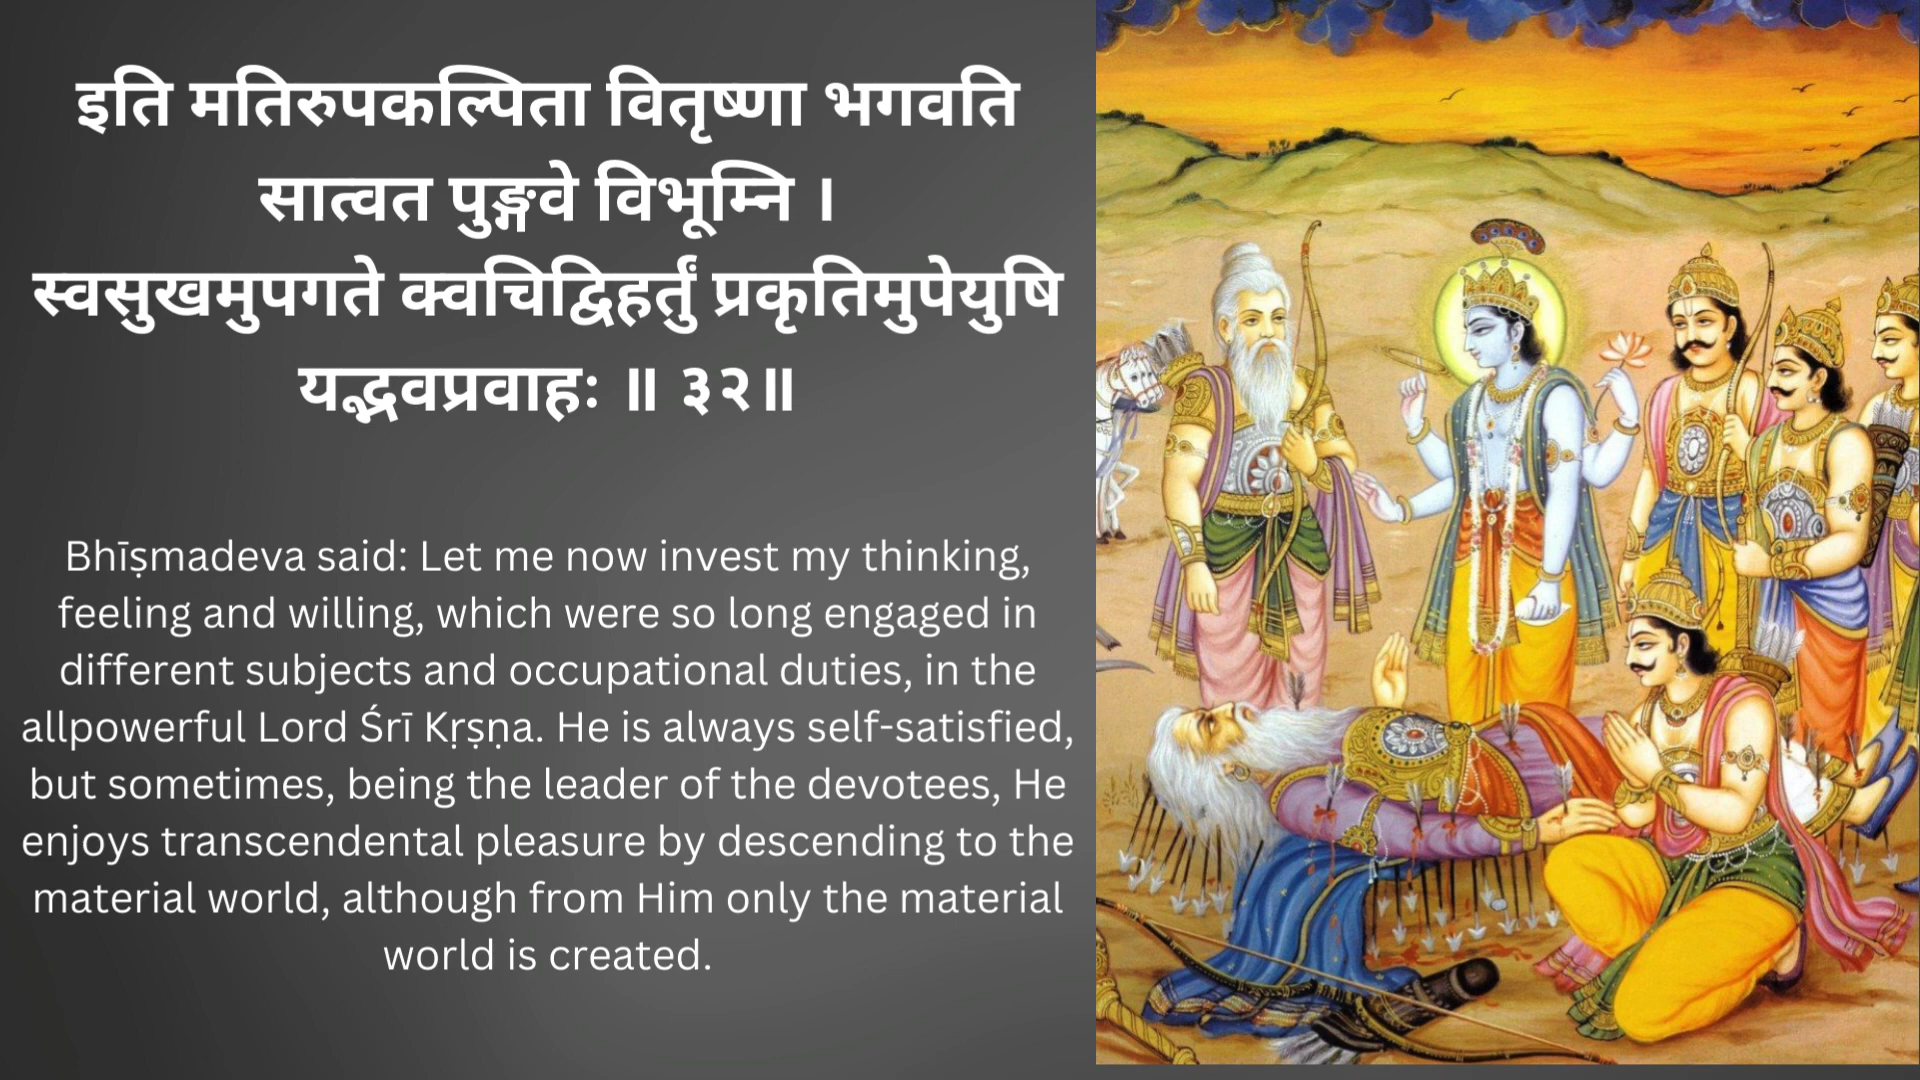 इति मतिरुपकल्पिता वितृष्णा भगवति
सात्वत पुङ्गवे विभूम्नि ।
स्वसुखमुपगते क्वचिद्विहर्तुं प्रकृतिमुपेयुषि
यद्भवप्रवाहः ॥ ३२॥
Bhīṣmadeva said: Let me now invest my thinking,
feeling and willing, which were so long engaged in
different subjects and occupational duties, in the
allpowerful Lord Śrī Kṛṣṇa. He is always self-satisfied,
but sometimes, being the leader of the devotees, He
enjoys transcendental pleasure by descending to the
material world, although from Him only the material
world is created.